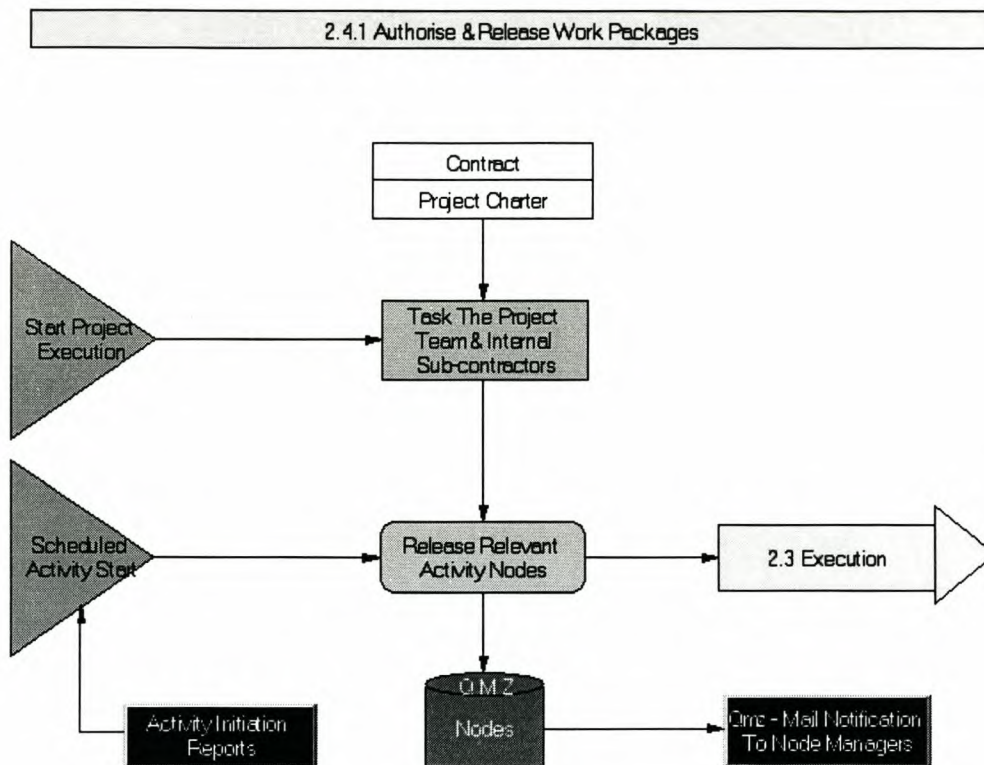 2.4.1 Authorise & Release Work Packages
Contract
Project Charter
Start Project
Execution
Task The Project
Team & Internal
Sub-contractors
Scheduled
Activity Start
Release Relevant
Activity Nodes
2.3 Execution
Activity Initiation
Reports
Q M Z
Nodes
Qmz - Mail Notification
To Node Managers